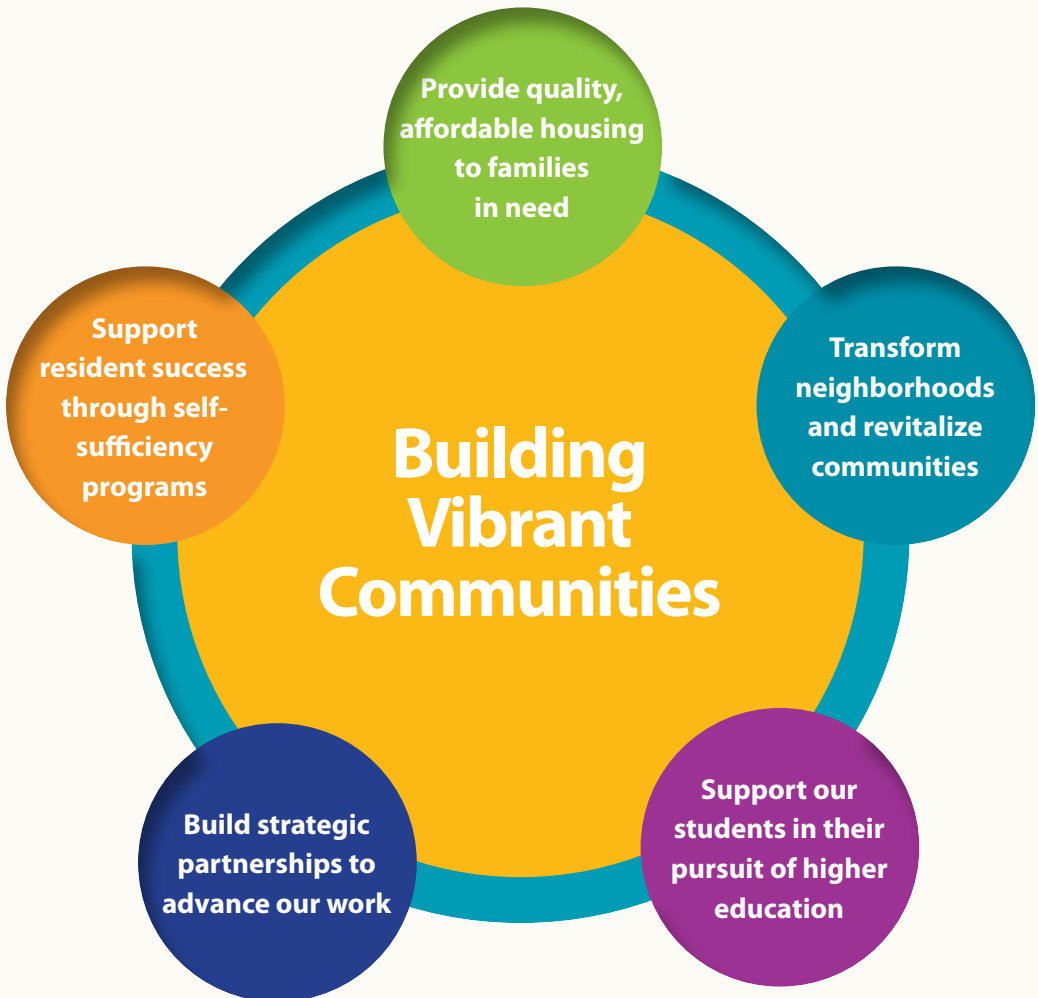 Provide quality,
affordable housing
to families
in need
Transform
neighborhoods
and revitalize
communities
Support
resident success
through self-
sufficiency
programs
Building
Vibrant
Communities
Support our
students in their
pursuit of higher
education
Build strategic
partnerships to
advance our work